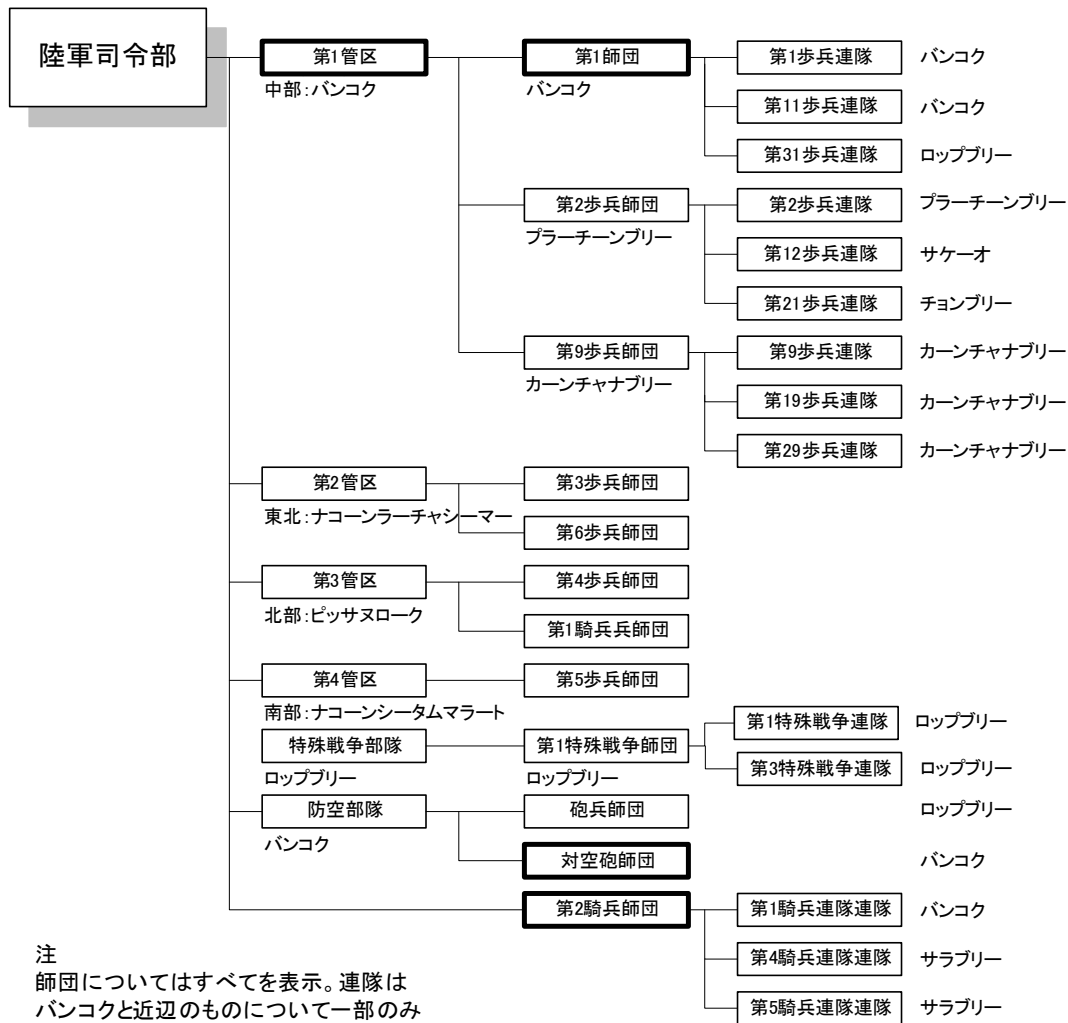 陸軍司令部
第1管区
中部:バンコク
第1師団
バンコク
第1歩兵連隊 バンコク
第11歩兵連隊 バンコク
第31歩兵連隊 ロップブリー
第2歩兵師団
プラーチーンブリー
第2歩兵連隊 プラーチーンブリー
第12歩兵連隊 サケーオ
第21歩兵連隊 チョンブリー
第9歩兵師団
カーンチャナブリー
第9歩兵連隊 カーンチャナブリー
第19歩兵連隊 カーンチャナブリー
第29歩兵連隊 カーンチャナブリー
第2管区
東北:ナコーンラーチャシーマー
第3歩兵師団
第6歩兵師団
第3管区
北部:ピッサヌローク
第4歩兵師団
第1騎兵兵師団
第4管区
南部:ナコーンシータムマラート
第5歩兵師団
特殊戦争部隊
ロップブリー
第1特殊戦争師団
ロップブリー
第1特殊戦争連隊 ロップブリー
第3特殊戦争連隊 ロップブリー
防空部隊
バンコク
砲兵師団 ロップブリー
対空砲師団 バンコク
第2騎兵師団
第1騎兵連隊連隊 バンコク
第4騎兵連隊連隊 サラブリー
第5騎兵連隊連隊 サラブリー
注
師団についてはすべてを表示。連隊は
バンコクと近辺のものについて一部のみ